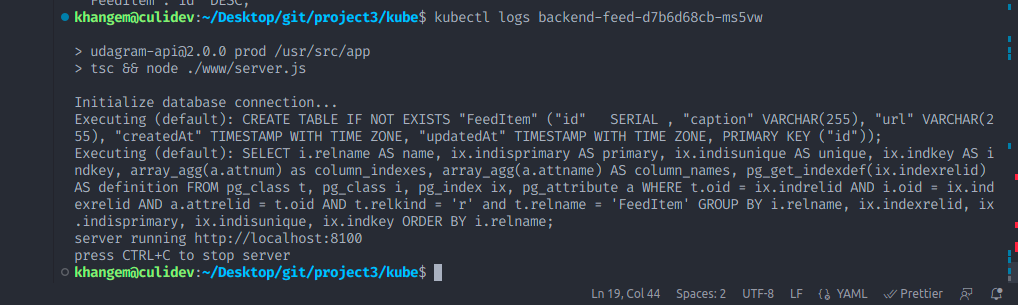 "FeedItem"."id" DESC;
khangem@culidev:~/Desktop/git/project3/kube$ kubectl logs backend-feed-d7b6d68cb-ms5vw
> udagram-api@2.0.0 prod /usr/src/app
> tsc && node ./www/server.js
Initialize database connection...
Executing (default): CREATE TABLE IF NOT EXISTS "FeedItem" ("id"   SERIAL , "caption" VARCHAR(255), "url" VARCHAR(2
55), "createdAt" TIMESTAMP WITH TIME ZONE, "updatedAt" TIMESTAMP WITH TIME ZONE, PRIMARY KEY ("id"));
Executing (default): SELECT i.relname AS name, ix.indisprimary AS primary, ix.indisunique AS unique, ix.indkey AS i
ndkey, array_agg(a.attnum) as column_indexes, array_agg(a.attname) AS column_names, pg_get_indexdef(ix.indexrelid)
AS definition FROM pg_class t, pg_class i, pg_index ix, pg_attribute a WHERE t.oid = ix.indrelid AND i.oid = ix.ind
exrelid AND a.attrelid = t.oid AND t.relkind = 'r' and t.relname = 'FeedItem' GROUP BY i.relname, ix.indexrelid, ix
.indisprimary, ix.indisunique, ix.indkey ORDER BY i.relname;
server running http://localhost:8100
press CTRL+C to stop server
khangem@culidev:~/Desktop/git/project3/kube$
Ln 19, Col 44 Spaces: 2 UTF-8 LF YAML Prettier